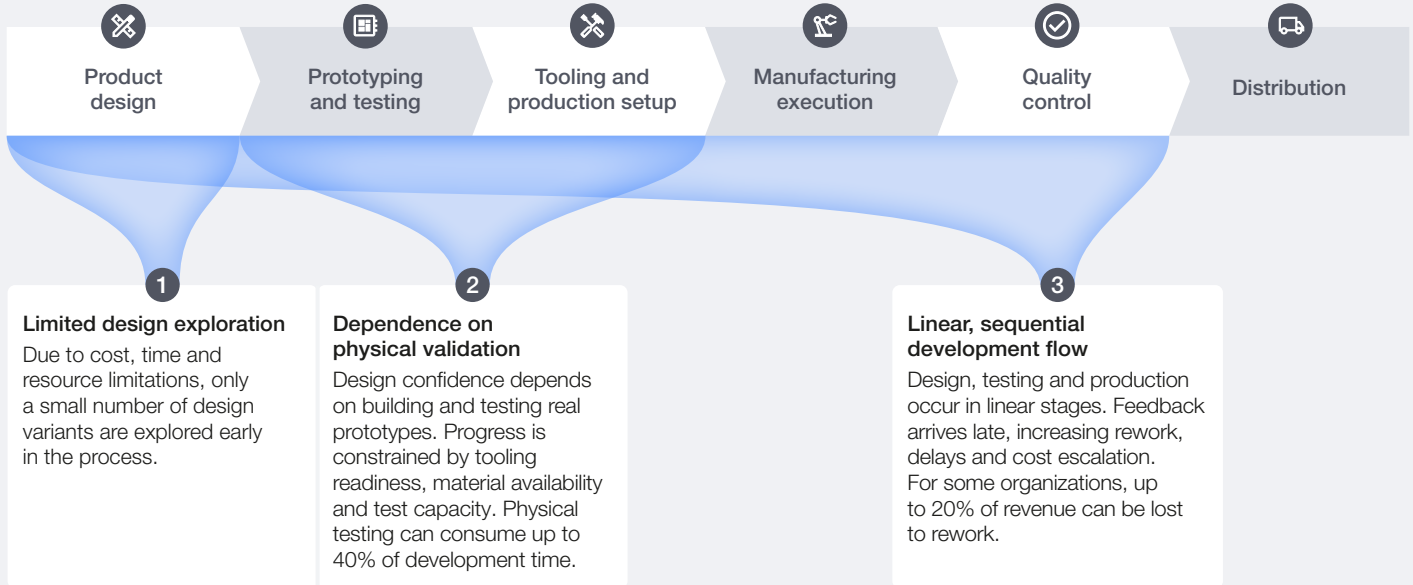 Product
design
Prototyping
and testing
Tooling and
production setup
Manufacturing
execution
Quality
control
Distribution
1
Limited design exploration
Due to cost, time and
resource limitations, only
a small number of design
variants are explored early
in the process.
2
Dependence on
physical validation
Design confidence depends
on building and testing real
prototypes. Progress is
constrained by tooling
readiness, material availability
and test capacity. Physical
testing can consume up to
40% of development time.
3
Linear, sequential
development flow
Design, testing and production
occur in linear stages. Feedback
arrives late, increasing rework,
delays and cost escalation.
For some organizations, up
to 20% of revenue can be lost
to rework.